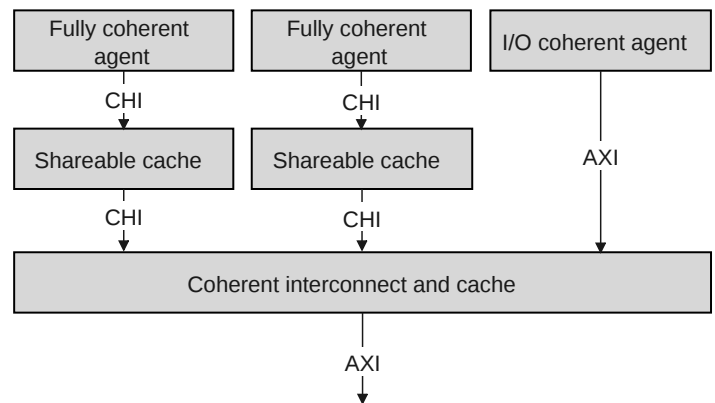 Fully coherent
agent
Fully coherent
agent
I/O coherent agent
CHI
CHI
AXI
Shareable cache
Shareable cache
CHI
CHI
Coherent interconnect and cache
AXI